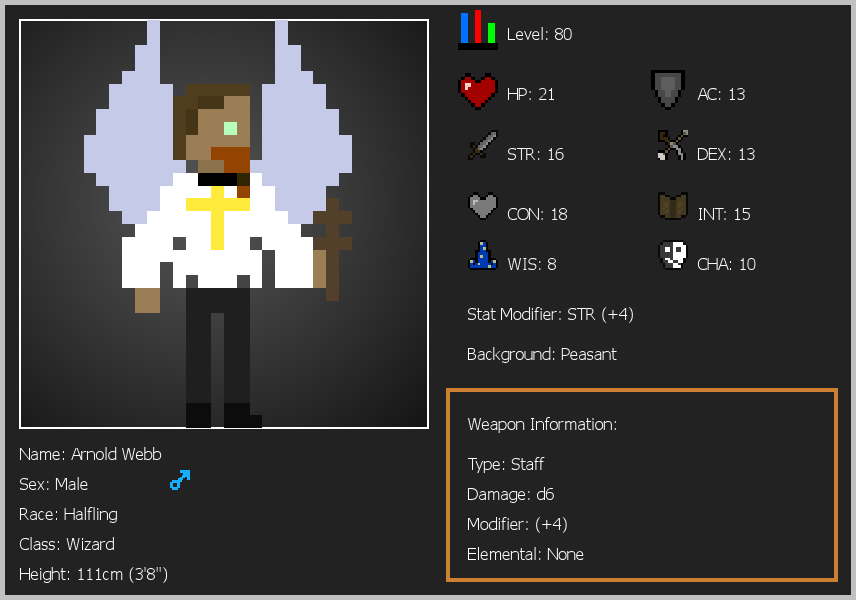 Level: 80
HP: 21
AC: 13
STR: 16
DEX: 13
CON: 18
INT: 15
WIS: 8
CHA: 10
Stat Modifier: STR (+4)
Background: Peasant
Weapon Information:
Type: Staff
Damage: d6
Modifier: (+4)
Elemental: None
Name: Arnold Webb
Sex: Male
Race: Halfling
Class: Wizard
Height: 111cm (3'8")